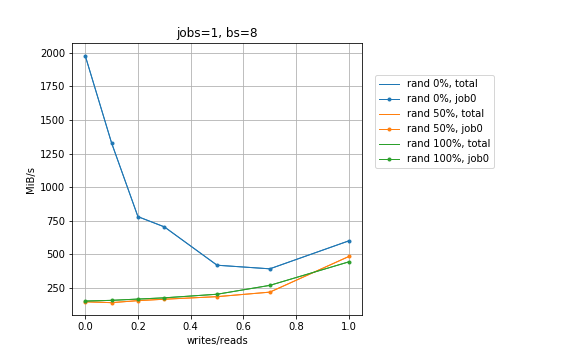 jobs=1, bs=8
2000
1750
1500
1250
1000
750
500
250
MiB/s
0.0 0.2 0.4 0.6 0.8 1.0
writes/reads
rand 0%, total
rand 0%, job0
rand 50%, total
rand 50%, job0
rand 100%, total
rand 100%, job0